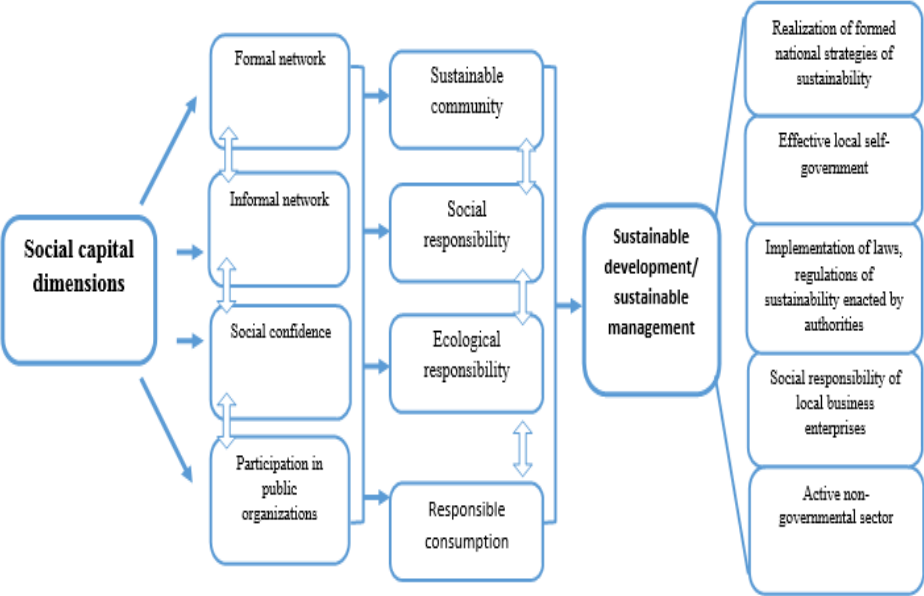 Social capital
dimensions
Formal network
Informal network
Social confidence
Participation in
public
organizations
Sustainable
community
Social
responsibility
Ecological
responsibility
Responsible
consumption
Sustainable
development/
sustainable
management
Realization of formed
national strategies of
sustainability
Effective local self-
government
Implementation of laws,
regulations of
sustainability enacted by
authorities
Social responsibility of
local business
enterprises
Active non-
governmental sector